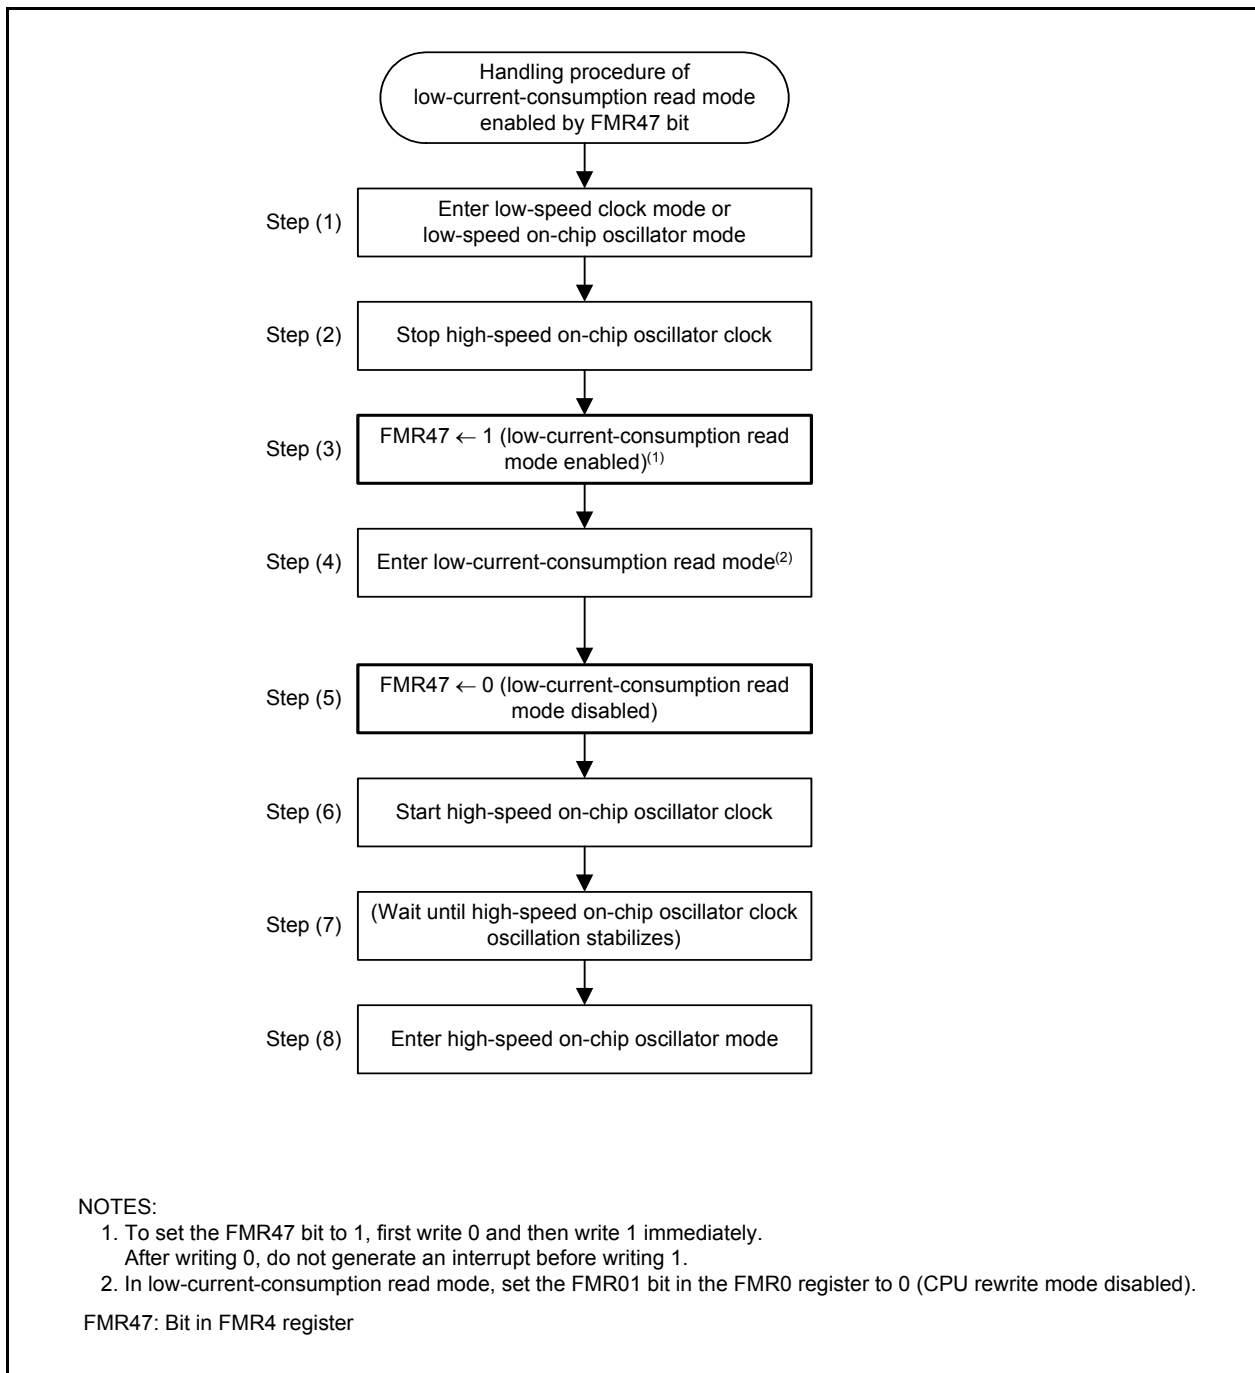 Handling procedure of
low-current-consumption read mode
enabled by FMR47 bit
Step (1)
Enter low-speed clock mode or
low-speed on-chip oscillator mode
Step (2)
Stop high-speed on-chip oscillator clock
Step (3)
FMR47 ← 1 (low-current-consumption read
mode enabled)(1)
Step (4)
Enter low-current-consumption read mode(2)
Step (5)
FMR47 ← 0 (low-current-consumption read
mode disabled)
Step (6)
Start high-speed on-chip oscillator clock
Step (7)
(Wait until high-speed on-chip oscillator clock
oscillation stabilizes)
Step (8)
Enter high-speed on-chip oscillator mode
NOTES:
1. To set the FMR47 bit to 1, first write 0 and then write 1 immediately.
After writing 0, do not generate an interrupt before writing 1.
2. In low-current-consumption read mode, set the FMR01 bit in the FMR0 register to 0 (CPU rewrite mode disabled).
FMR47: Bit in FMR4 register